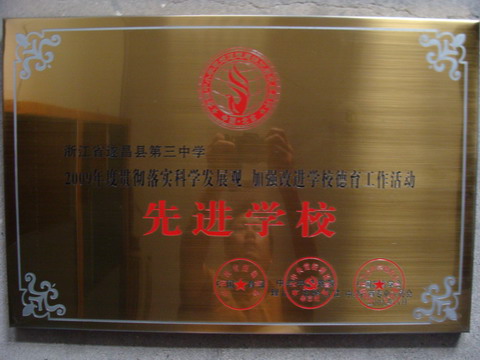 浙江省遂昌县第三中学
2009年度贯彻落实科学发展观 加强改进学校德育工作活动
先进学校